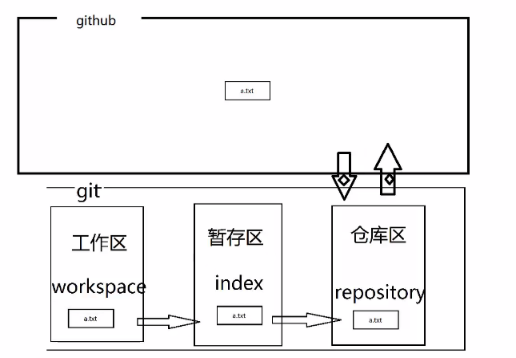 github
a.txt
git
工作区
workspace
a.txt
暂存区
index
a.txt
仓库区
repository
a.txt